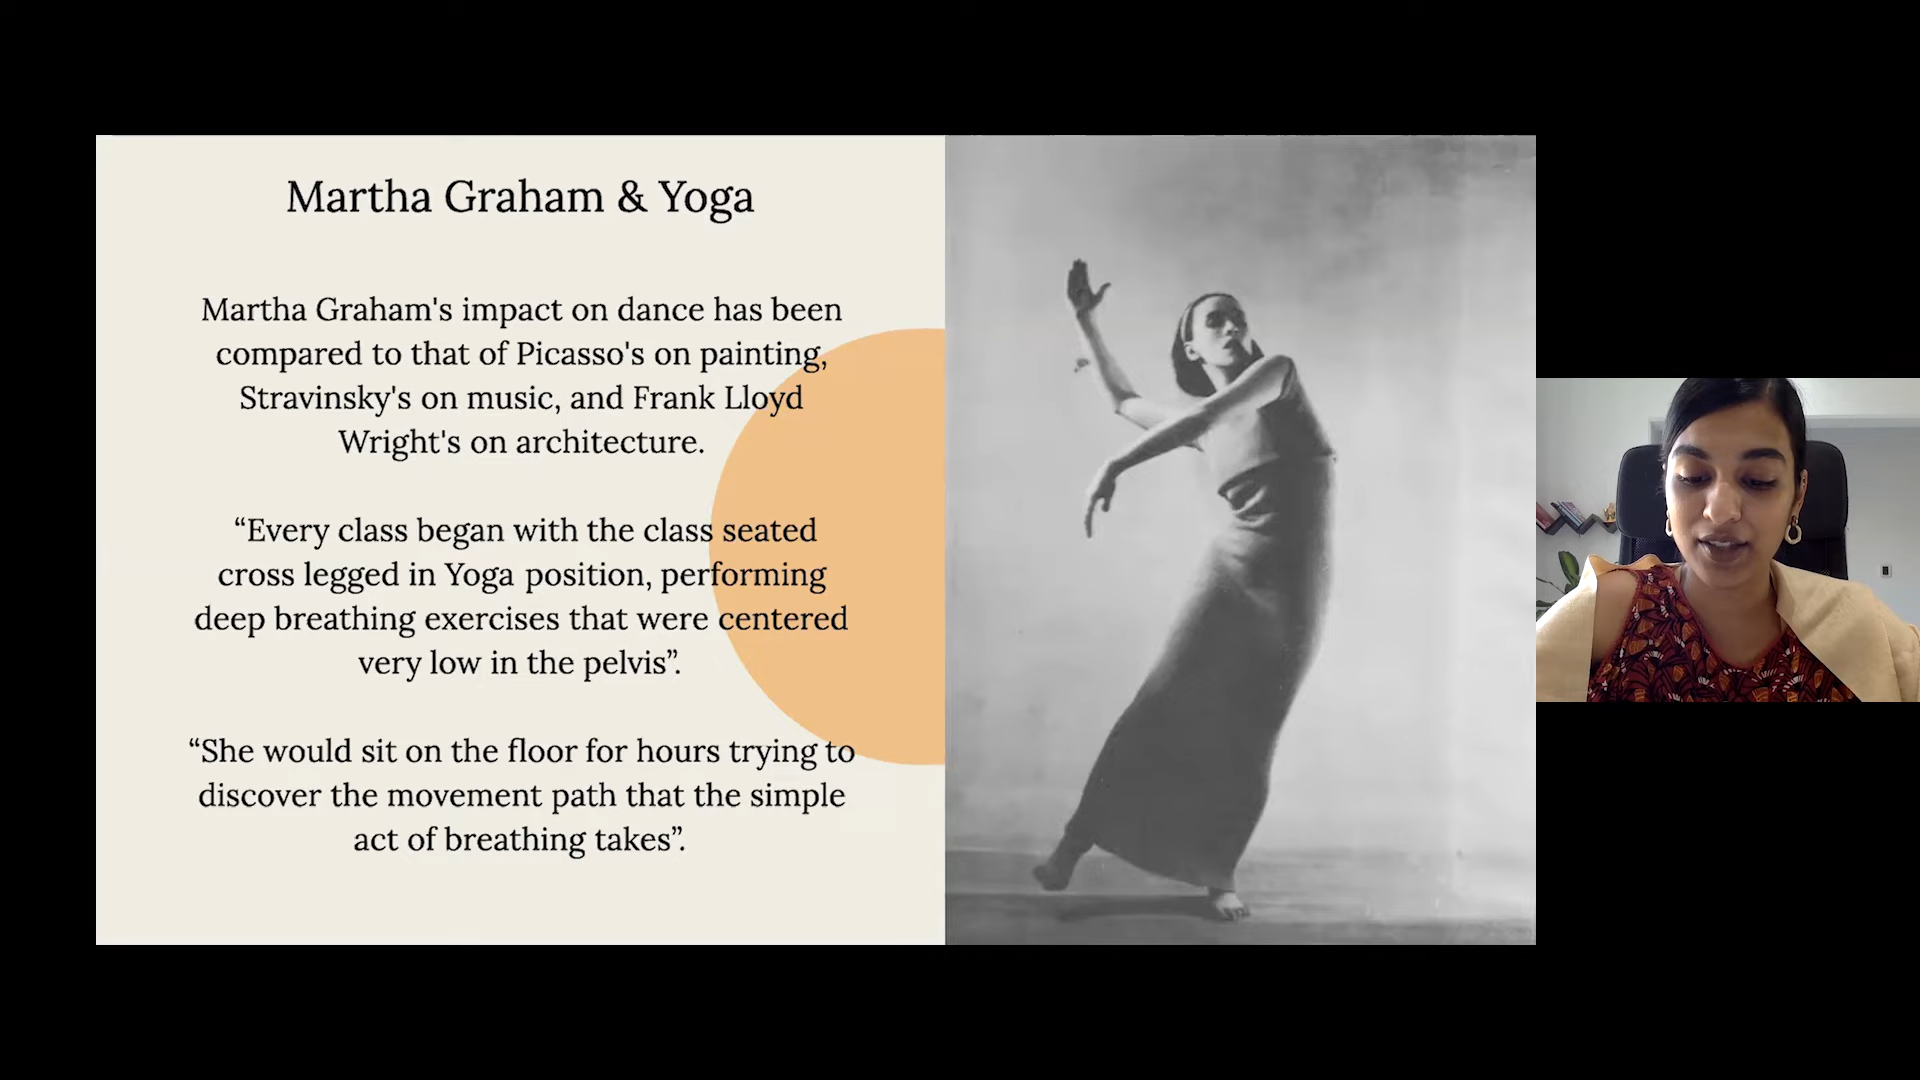 Martha Graham & Yoga
Martha Graham's impact on dance has been
compared to that of Picasso's on painting,
Stravinsky's on music, and Frank Lloyd
Wright's on architecture.
“Every class began with the class seated
cross legged in Yoga position, performing
deep breathing exercises that were centered
very low in the pelvis”.
“She would sit on the floor for hours trying to
discover the movement path that the simple
act of breathing takes”.